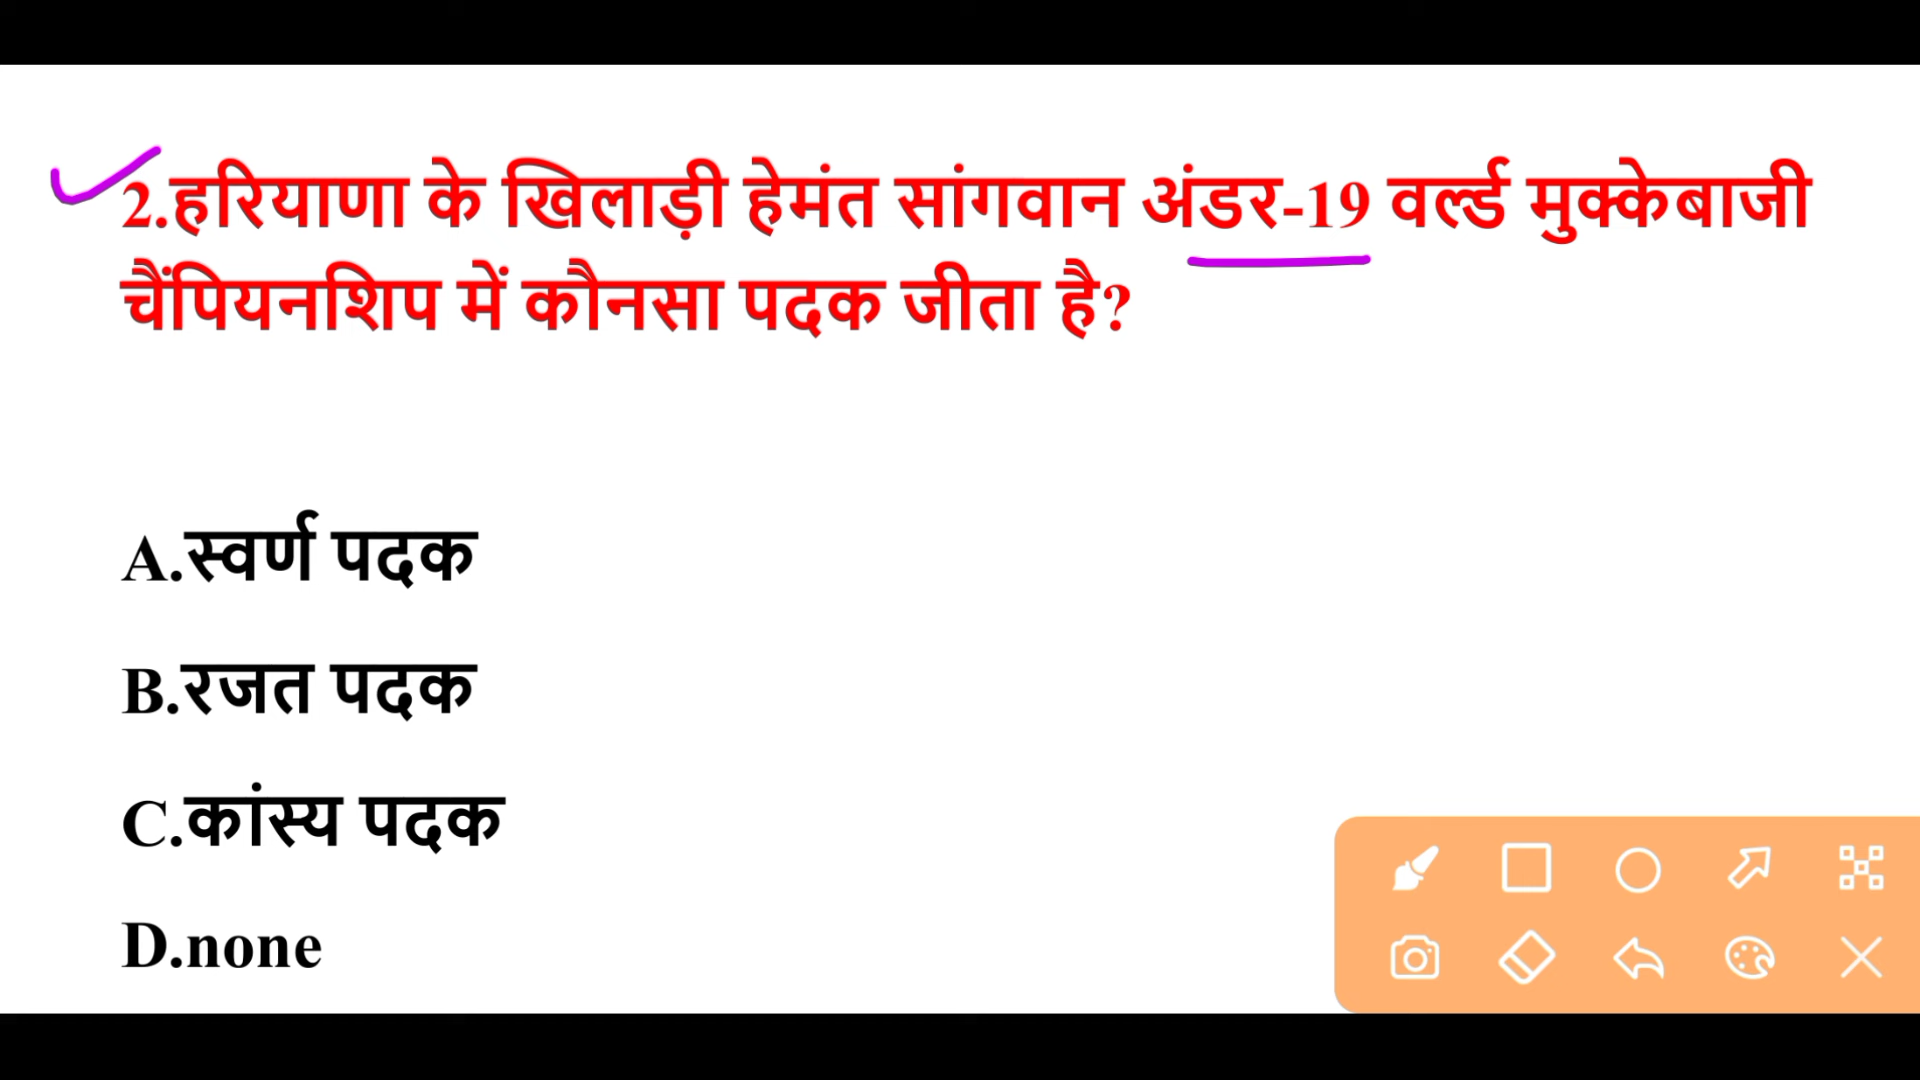 2.हरियाणा के खिलाड़ी हेमंत सांगवान अंडर-19 वर्ल्ड मुक्केबाजी
चैंपियनशिप में कौनसा पदक जीता है?
A.स्वर्ण पदक
B.रजत पदक
C.कांस्य पदक
D.none